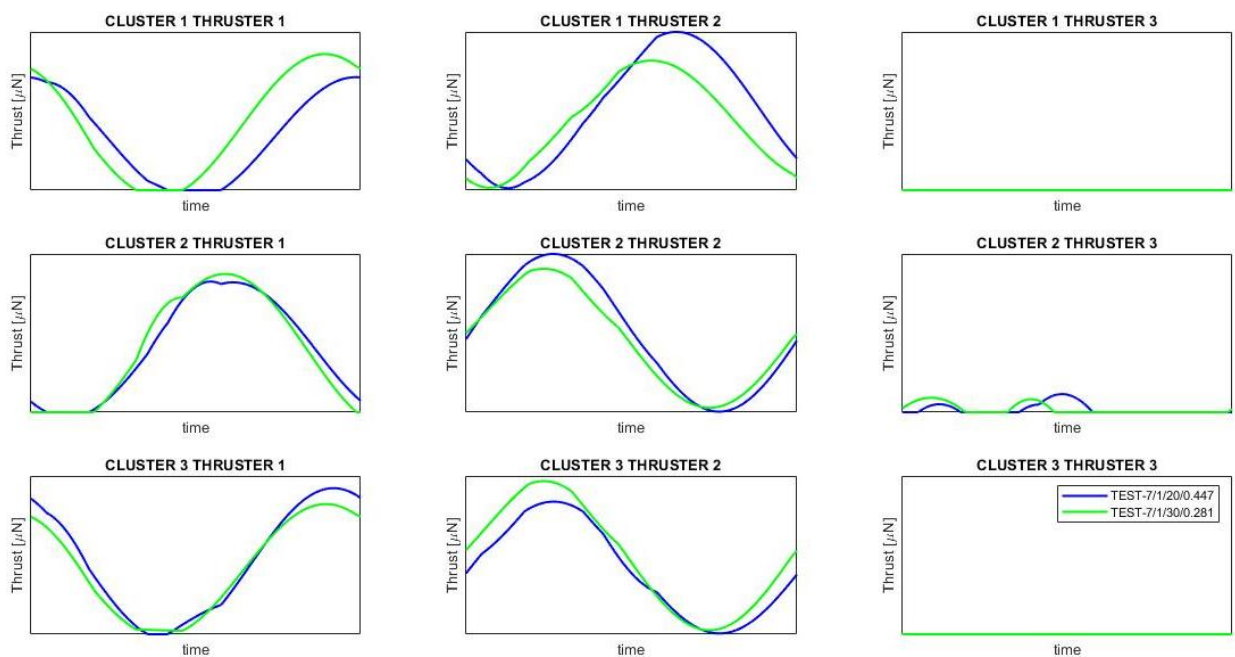 CLUSTER 1 THRUSTER 1
Thrust [μN]
time
CLUSTER 1 THRUSTER 2
Thrust [μN]
time
CLUSTER 1 THRUSTER 3
Thrust [μN]
time
CLUSTER 2 THRUSTER 1
Thrust [μN]
time
CLUSTER 2 THRUSTER 2
Thrust [μN]
time
CLUSTER 2 THRUSTER 3
Thrust [μN]
time
CLUSTER 3 THRUSTER 1
Thrust [μN]
time
CLUSTER 3 THRUSTER 2
Thrust [μN]
time
CLUSTER 3 THRUSTER 3
Thrust [μN]
TEST-7/1/20/0.447
TEST-7/1/30/0.281
time